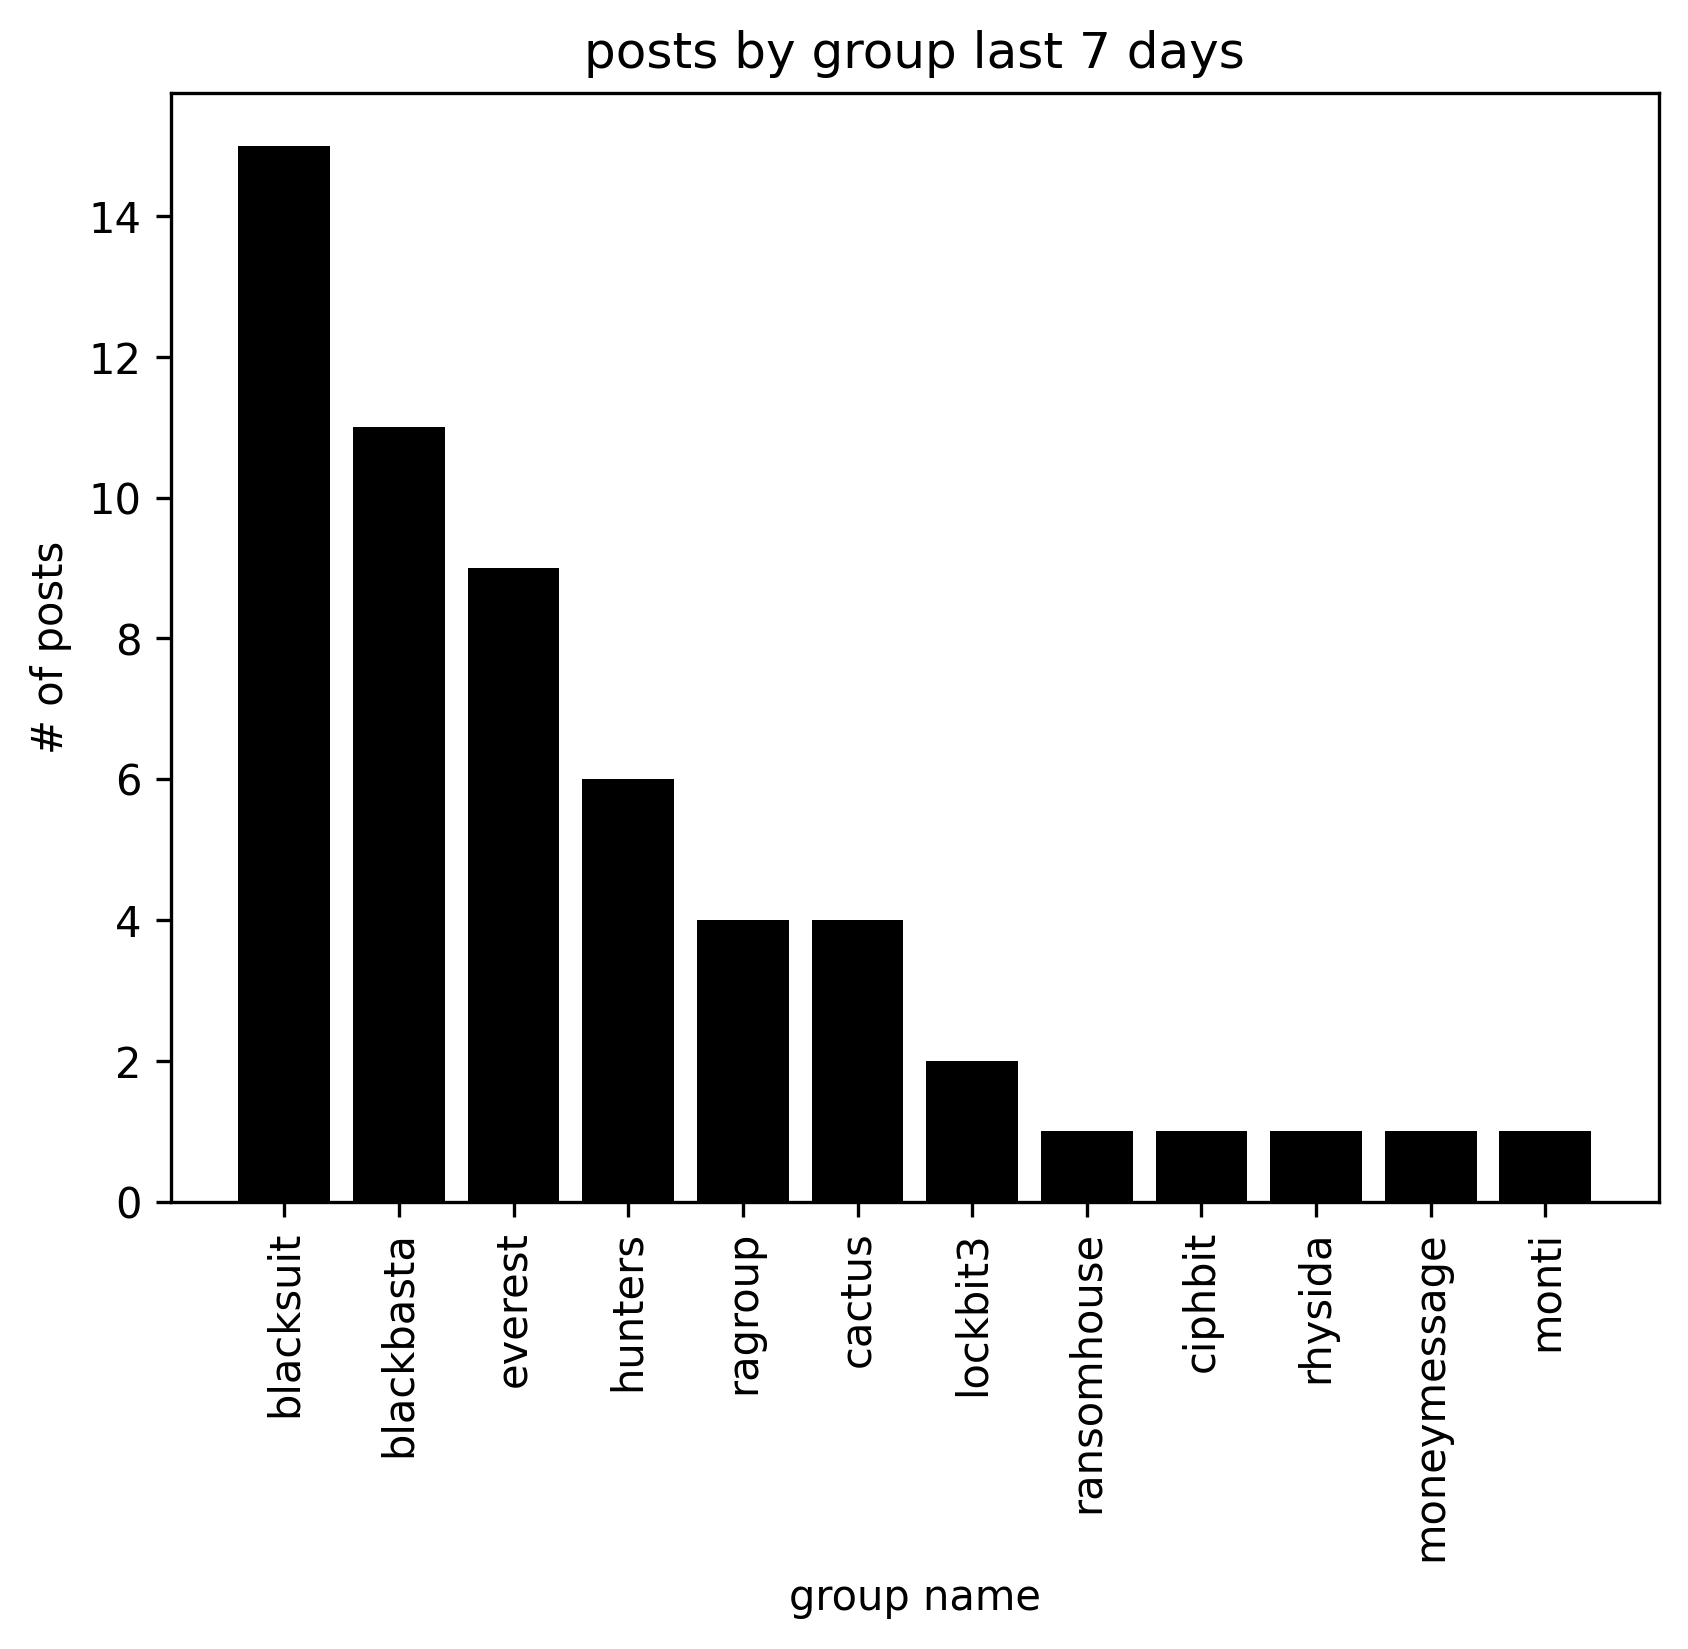 posts by group last 7 days
# of posts
14
12
10
8
6
4
2
0
blacksuit
blackbasta
everest
hunters
ragroup
cactus
lockbit3
ransomhouse
ciphbit
rhysida
moneymessage
monti
group name